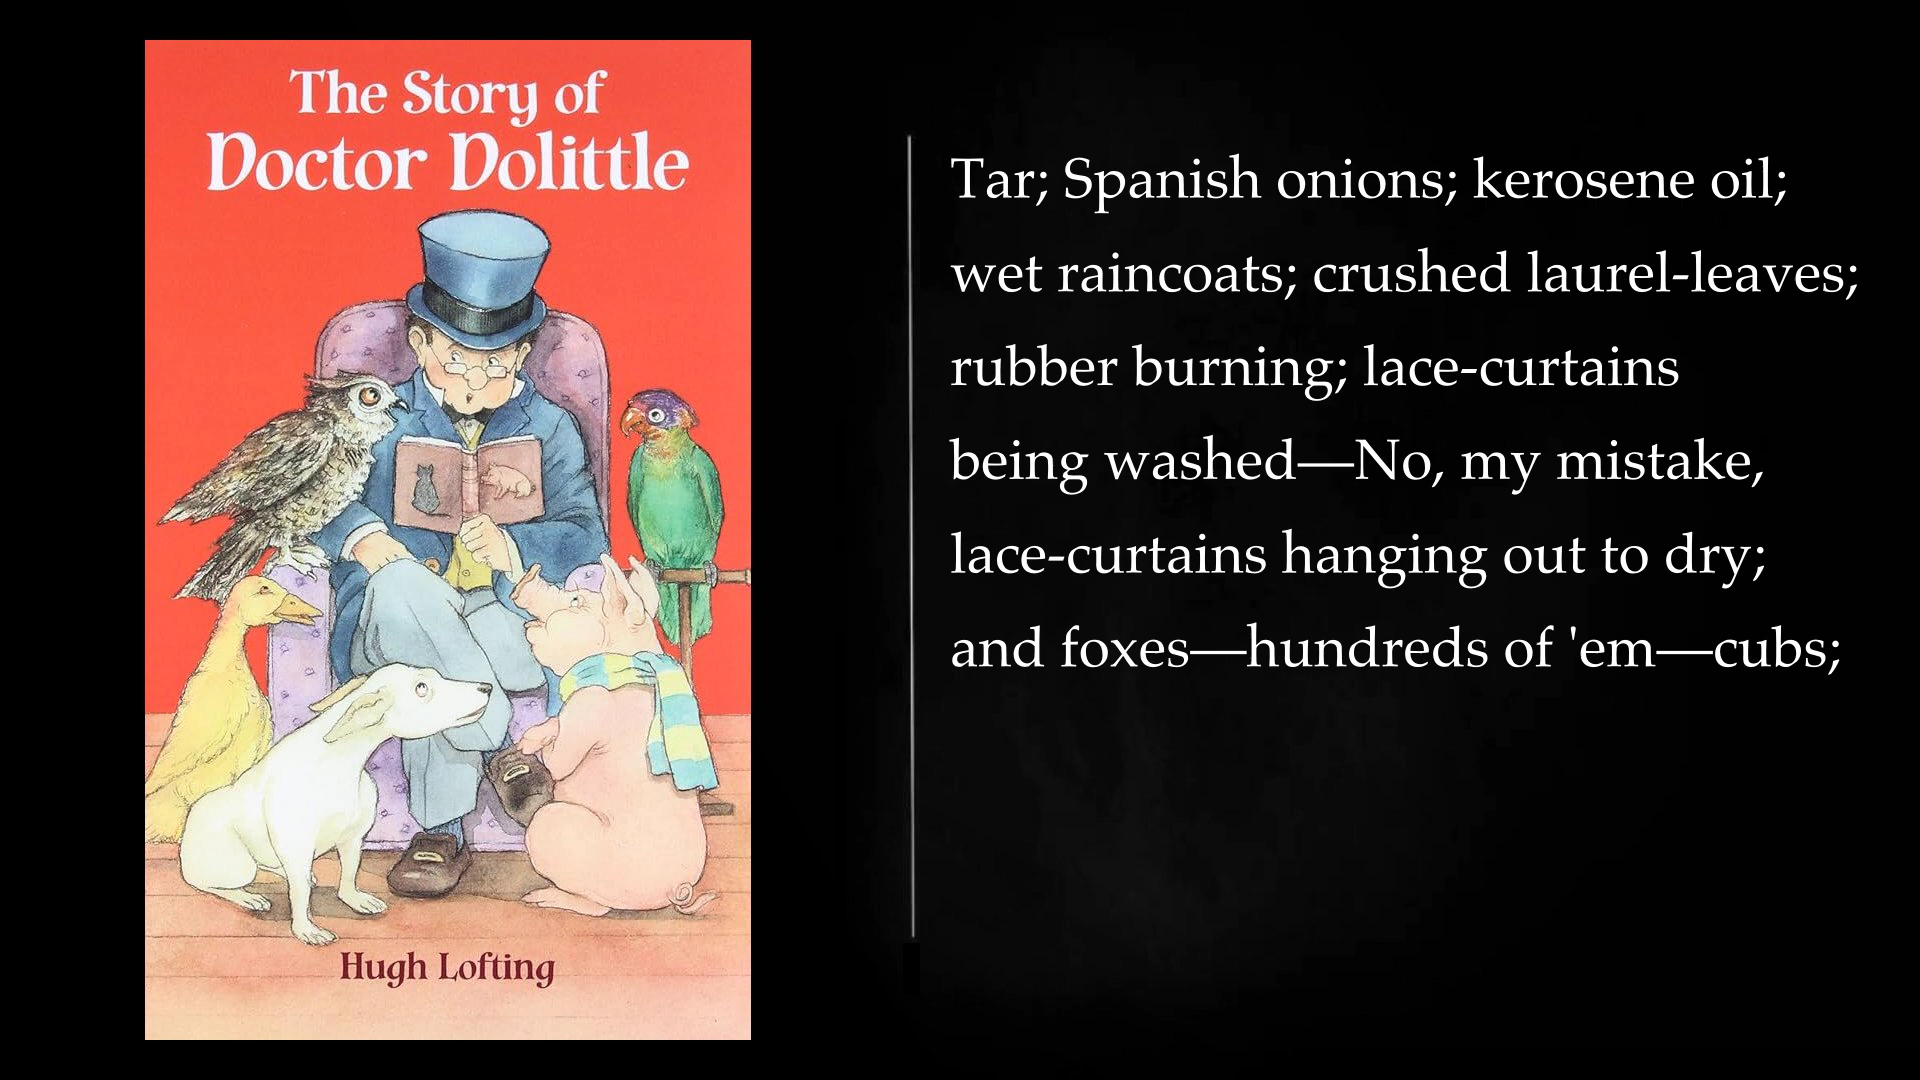 The Story of
Doctor Dolittle
Hugh Lofting
Tar; Spanish onions; kerosene oil;
wet raincoats; crushed laurel-leaves;
rubber burning; lace-curtains
being washed—No, my mistake,
lace-curtains hanging out to dry;
and foxes—hundreds of 'em—cubs;